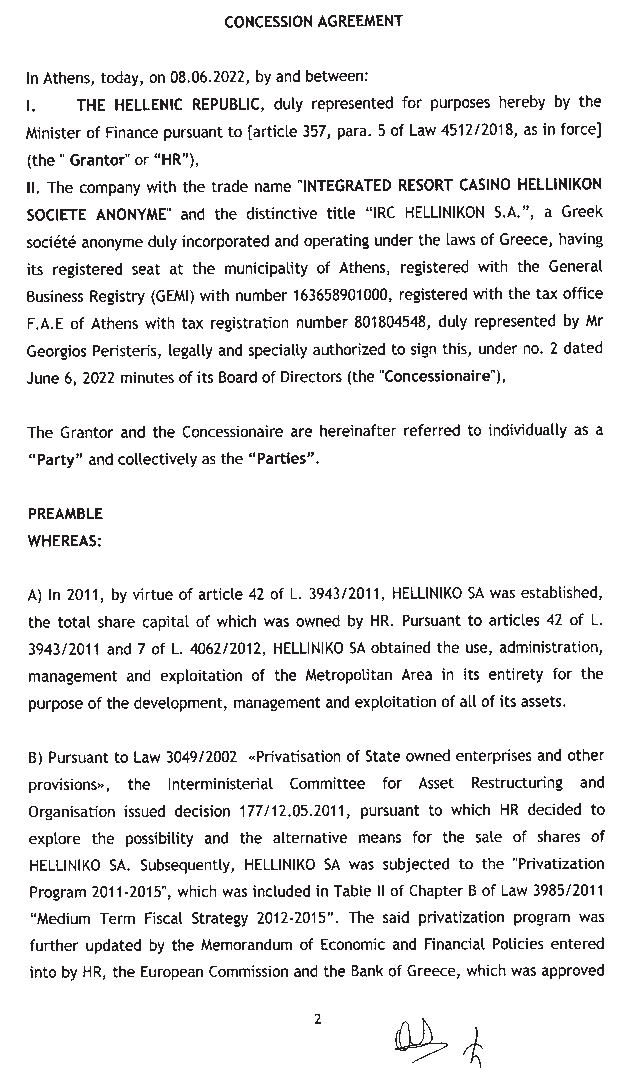 CONCESSION AGREEMENT
In Athens, today, on 08.06.2022, by and between:
I. THE HELLENIC REPUBLIC, duly represented for purposes hereby by the
Minister of Finance pursuant to [article 357, para. 5 of Law 4512/2018, as in force]
(the " Grantor" or “HR”),
II. The company with the trade name "INTEGRATED RESORT CASINO HELLINIKON
SOCIETE ANONYME" and the distinctive title “IRC HELLINIKON S.A.”, a Greek
société anonyme duly incorporated and operating under the laws of Greece, having
its registered seat at the municipality of Athens, registered with the General
Business Registry (GEMI) with number 163658901000, registered with the tax office
F.A.E of Athens with tax registration number 801804548, duly represented by Mr
Georgios Peristeris, legally and specially authorized to sign this, under no. 2 dated
June 6, 2022 minutes of its Board of Directors (the "Concessionaire"),
The Grantor and the Concessionaire are hereinafter referred to individually as a
“Party” and collectively as the “Parties”.
PREAMBLE
WHEREAS:
A) In 2011, by virtue of article 42 of L. 3943/2011, HELLINIKO SA was established,
the total share capital of which was owned by HR. Pursuant to articles 42 of L.
3943/2011 and 7 of L. 4062/2012, HELLINIKO SA obtained the use, administration,
management and exploitation of the Metropolitan Area in its entirety for the
purpose of the development, management and exploitation of all of its assets.
B) Pursuant to Law 3049/2002 «Privatisation of State owned enterprises and other
provisions», the Interministerial Committee for Asset Restructuring and
Organisation issued decision 177/12.05.2011, pursuant to which HR decided to
explore the possibility and the alternative means for the sale of shares of
HELLINIKO SA. Subsequently, HELLINIKO SA was subjected to the "Privatization
Program 2011-2015", which was included in Table II of Chapter B of Law 3985/2011
“Medium Term Fiscal Strategy 2012-2015”. The said privatization program was
further updated by the Memorandum of Economic and Financial Policies entered
into by HR, the European Commission and the Bank of Greece, which was approved
2